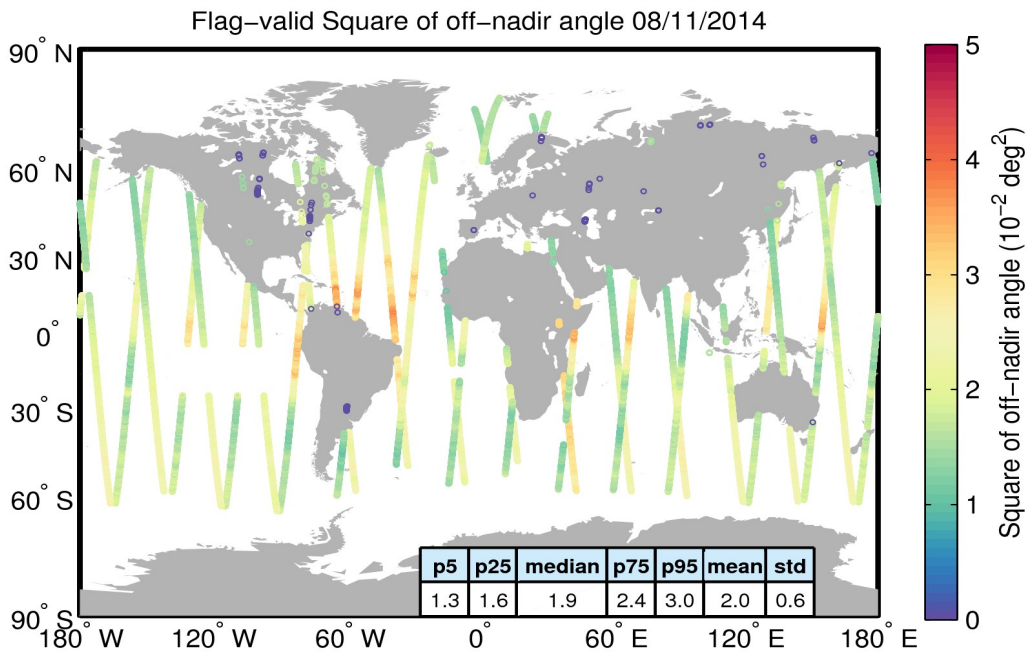 Flag−valid Square of off−nadir angle 08/11/2014
90° N
60° N
30° N
0°
30° S
60° S
90° S
180° W
120° W
60° W
0°
60° E
120° E
180° E
p5 p25 median p75 p95 mean std
1.3 1.6 1.9 2.4 3.0 2.0 0.6
5
4
3
2
1
0
Square of off−nadir angle (10⁻² deg²)